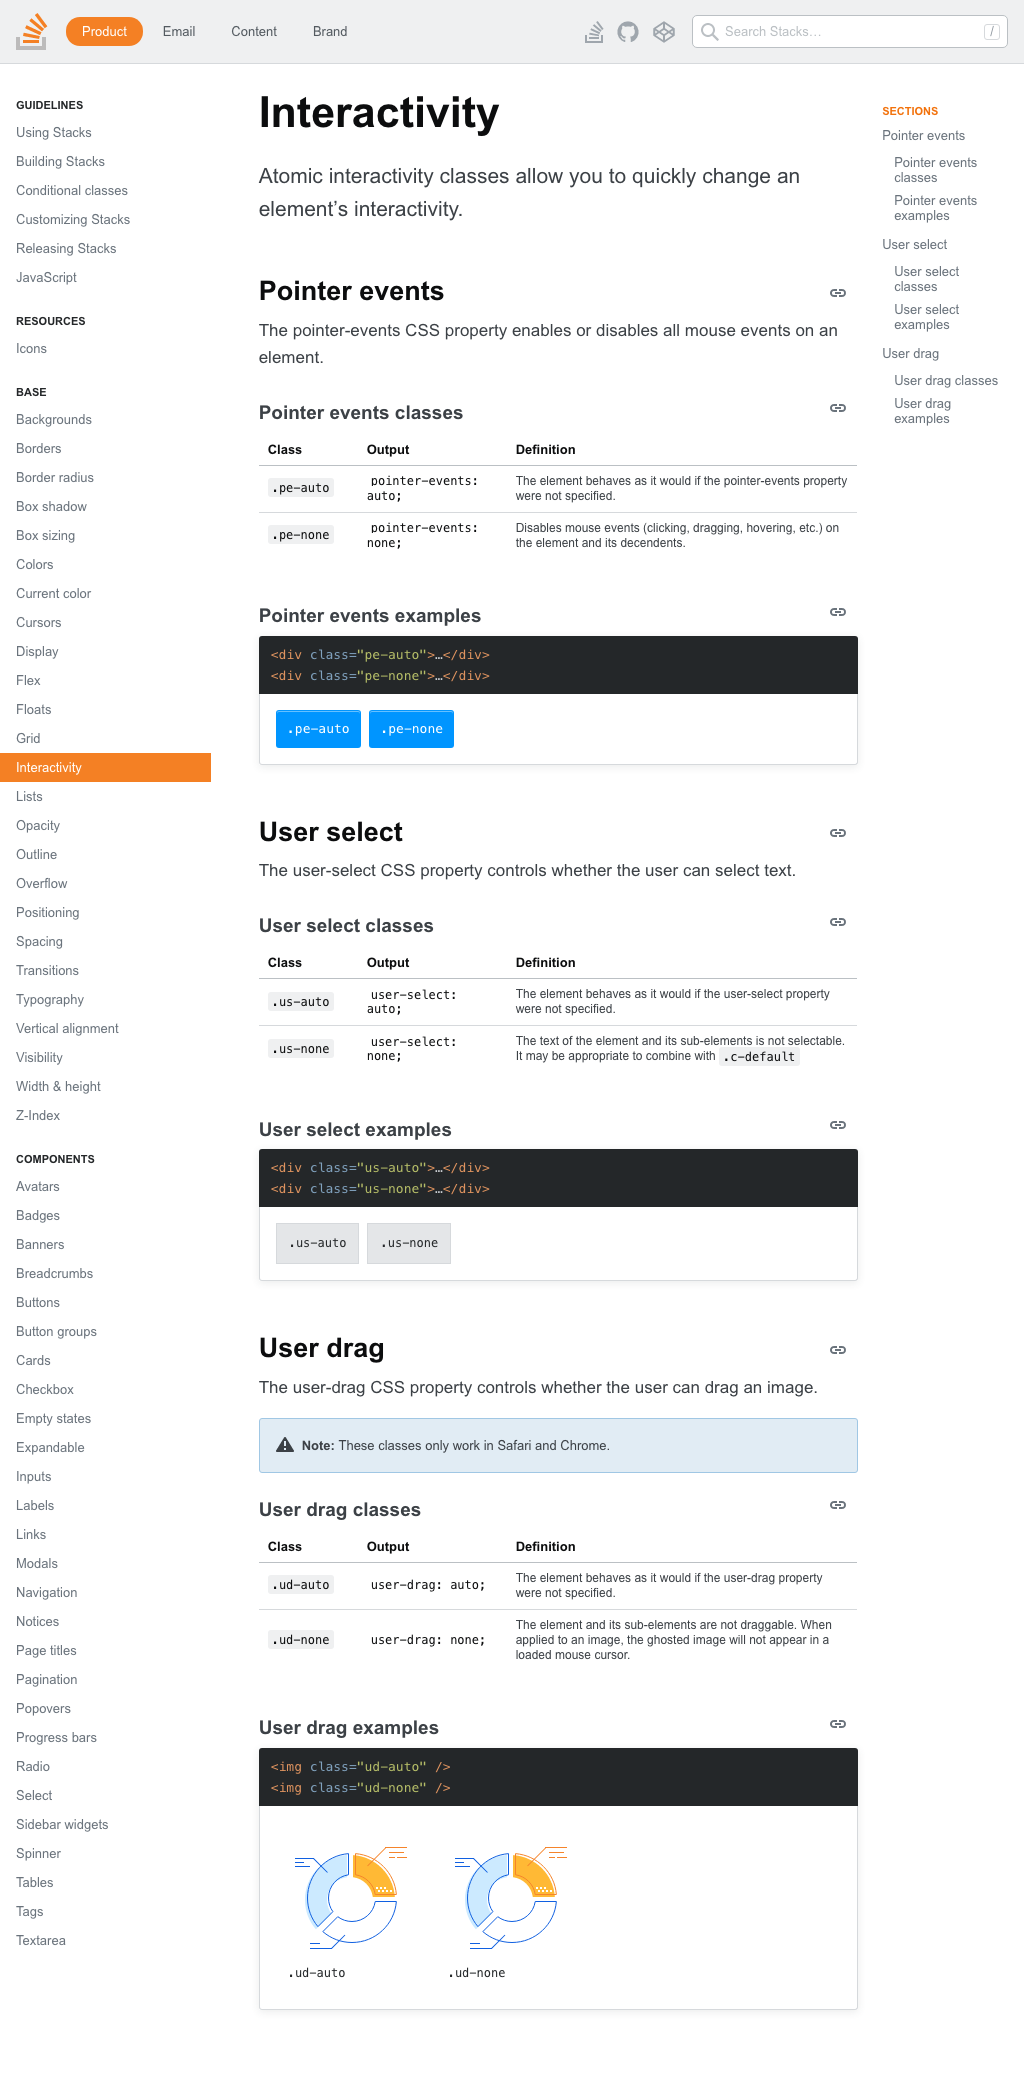 Product
Email
Content
Brand
Search Stacks…
/
GUIDELINES
Using Stacks
Building Stacks
Conditional classes
Customizing Stacks
Releasing Stacks
JavaScript
RESOURCES
Icons
BASE
Backgrounds
Borders
Border radius
Box shadow
Box sizing
Colors
Current color
Cursors
Display
Flex
Floats
Grid
Interactivity
Lists
Opacity
Outline
Overflow
Positioning
Spacing
Transitions
Typography
Vertical alignment
Visibility
Width & height
Z-Index
COMPONENTS
Avatars
Badges
Banners
Breadcrumbs
Buttons
Button groups
Cards
Checkbox
Empty states
Expandable
Inputs
Labels
Links
Modals
Navigation
Notices
Page titles
Pagination
Popovers
Progress bars
Radio
Select
Sidebar widgets
Spinner
Tables
Tags
Textarea
Interactivity
Atomic interactivity classes allow you to quickly change an
element’s interactivity.
Pointer events
The pointer-events CSS property enables or disables all mouse events on an
element.
Pointer events classes
Class Output Definition
.pe-auto
pointer-events:
auto;
The element behaves as it would if the pointer-events property
were not specified.
.pe-none
pointer-events:
none;
Disables mouse events (clicking, dragging, hovering, etc.) on
the element and its decendents.
Pointer events examples
<div class="pe-auto">…</div>
<div class="pe-none">…</div>
.pe-auto
.pe-none
User select
The user-select CSS property controls whether the user can select text.
User select classes
Class Output Definition
.us-auto
user-select:
auto;
The element behaves as it would if the user-select property
were not specified.
.us-none
user-select:
none;
The text of the element and its sub-elements is not selectable.
It may be appropriate to combine with .c-default
User select examples
<div class="us-auto">…</div>
<div class="us-none">…</div>
.us-auto
.us-none
User drag
The user-drag CSS property controls whether the user can drag an image.
Note: These classes only work in Safari and Chrome.
User drag classes
Class Output Definition
.ud-auto
user-drag: auto;
The element behaves as it would if the user-drag property
were not specified.
.ud-none
user-drag: none;
The element and its sub-elements are not draggable. When
applied to an image, the ghosted image will not appear in a
loaded mouse cursor.
User drag examples
<img class="ud-auto" />
<img class="ud-none" />
.ud-auto
.ud-none
SECTIONS
Pointer events
Pointer events
classes
Pointer events
examples
User select
User select
classes
User select
examples
User drag
User drag classes
User drag
examples